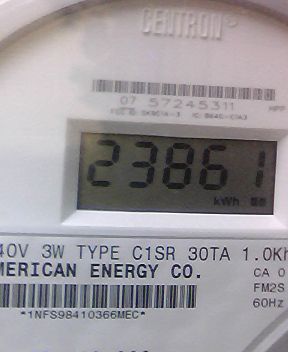 CENTRON®
07 57245311
23861
kWh
40V 3W TYPE C1SR 30TA 1.0Kh
MERICAN ENERGY CO.
CA 0
FM2S
60Hz
*1NFS98410366MEC*